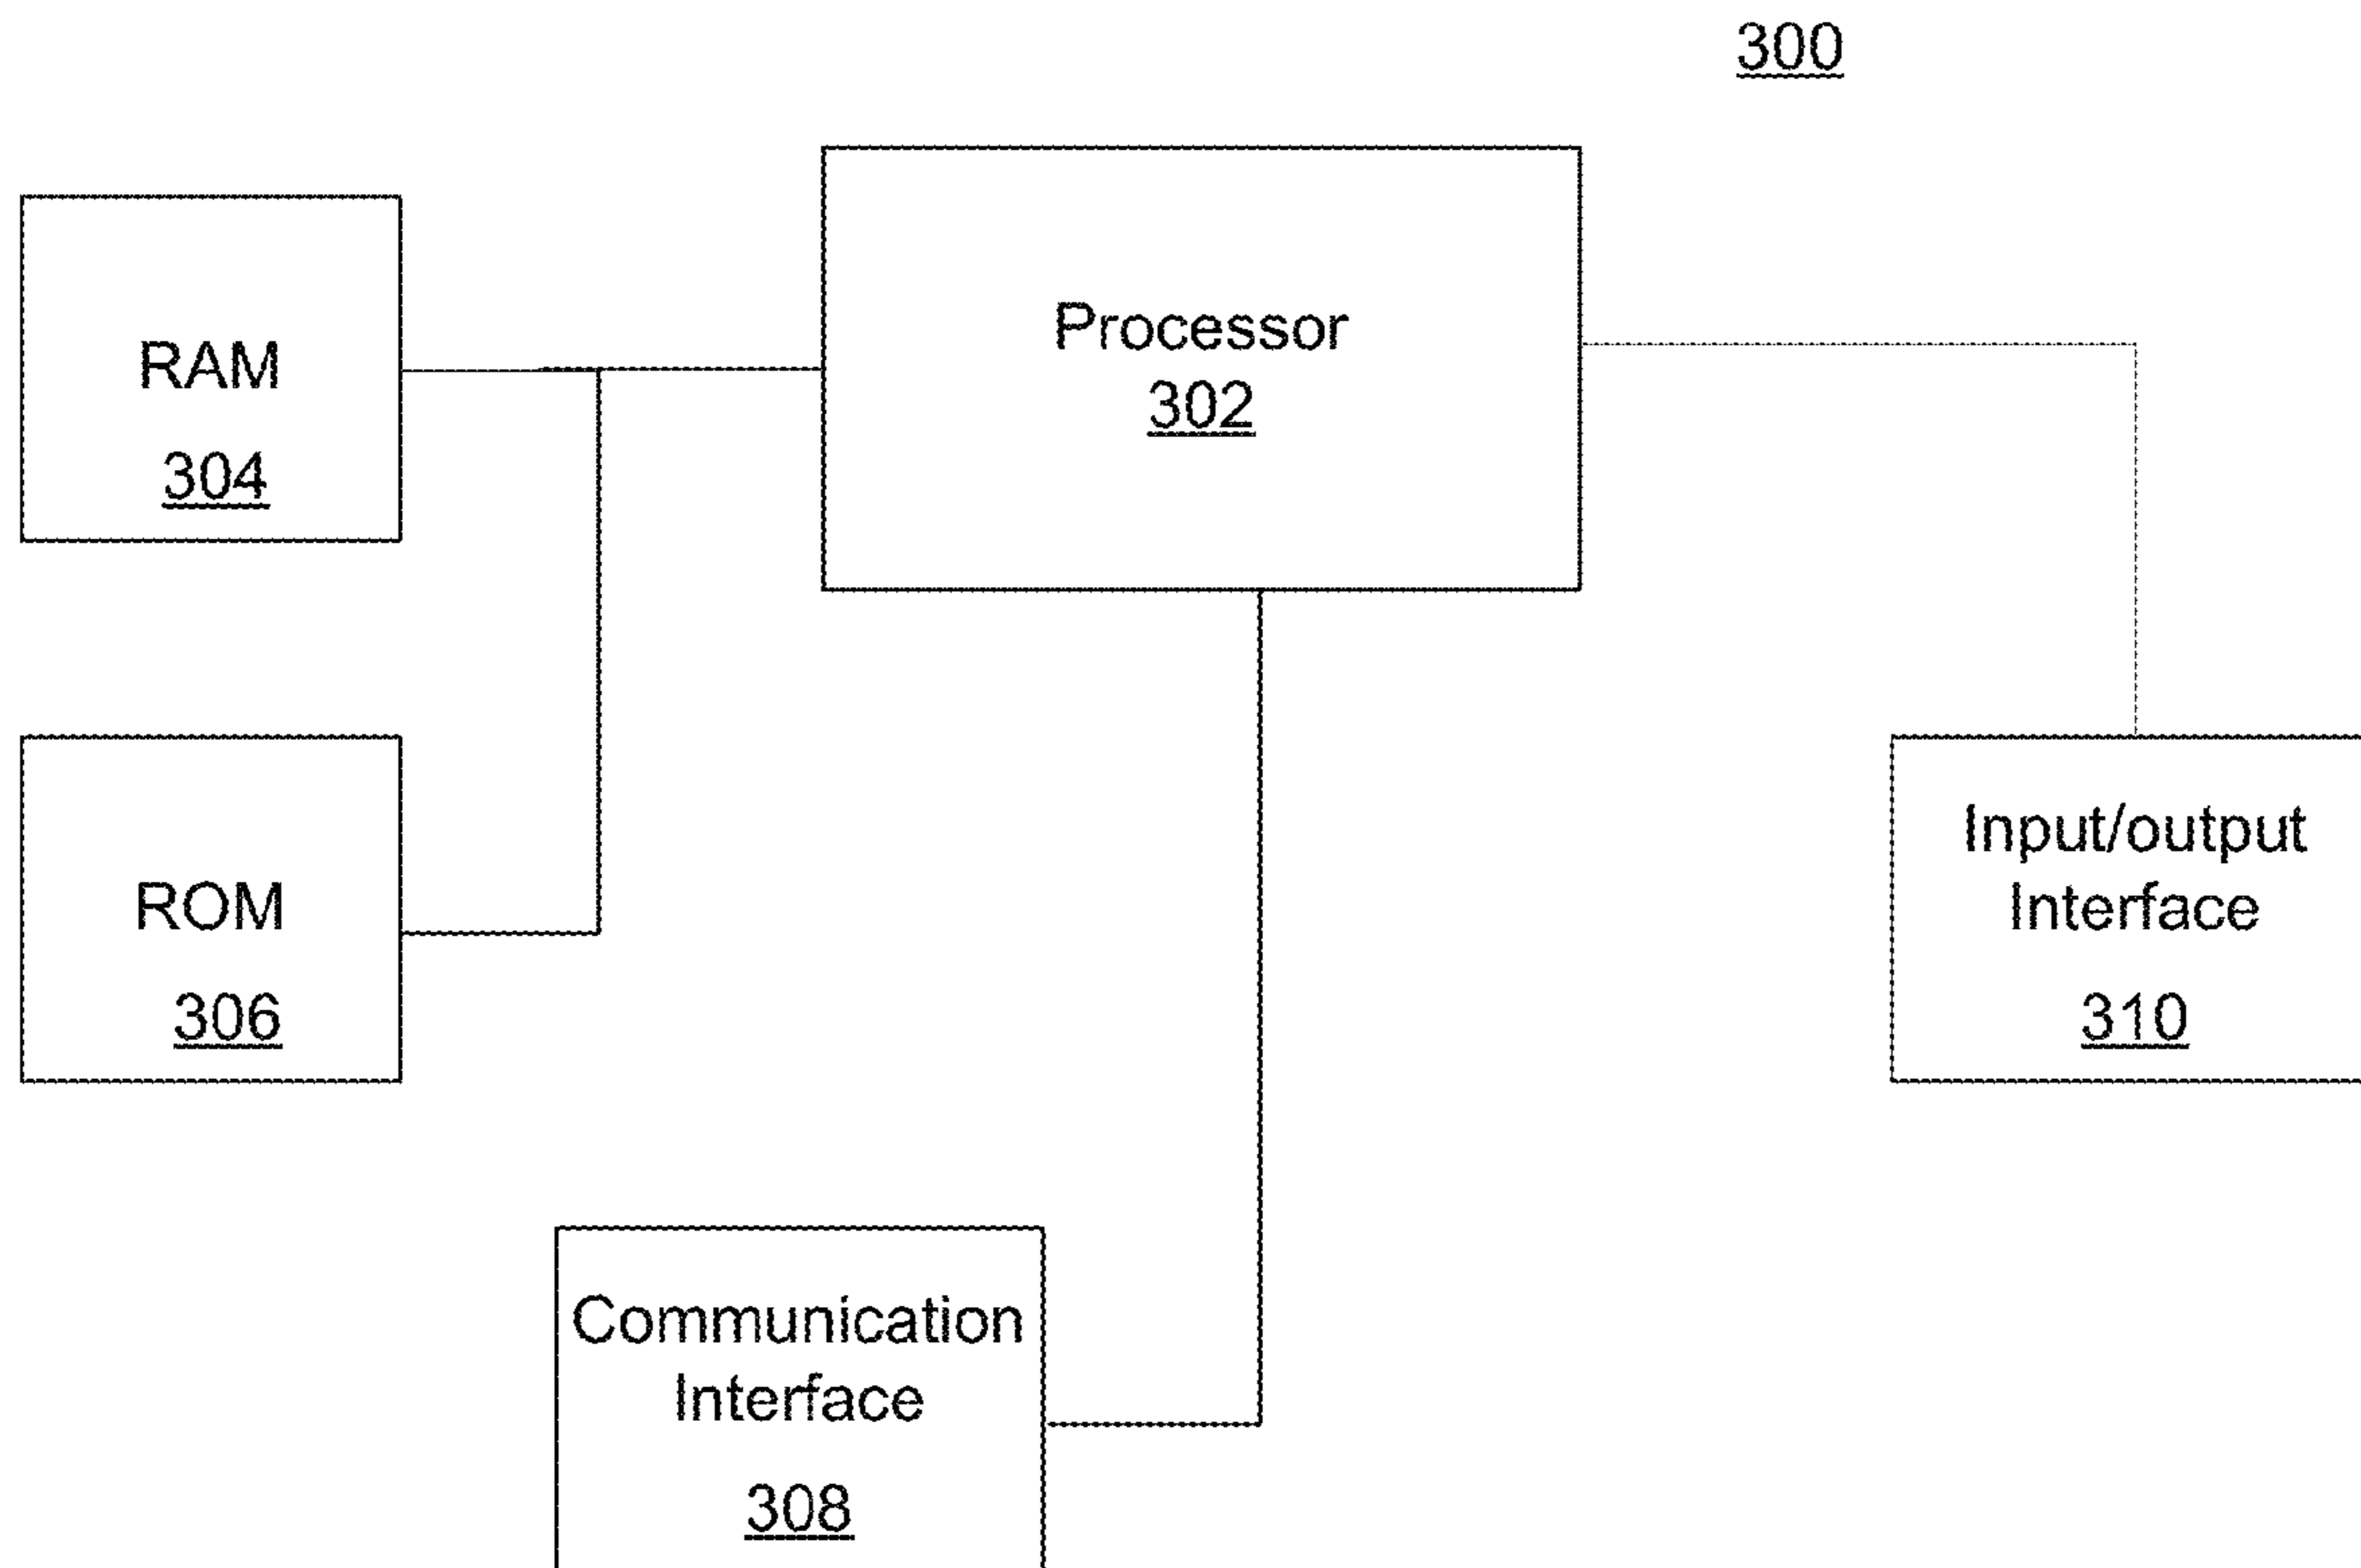 300
Processor
302
RAM
304
ROM
306
Input/output
Interface
310
Communication
Interface
308